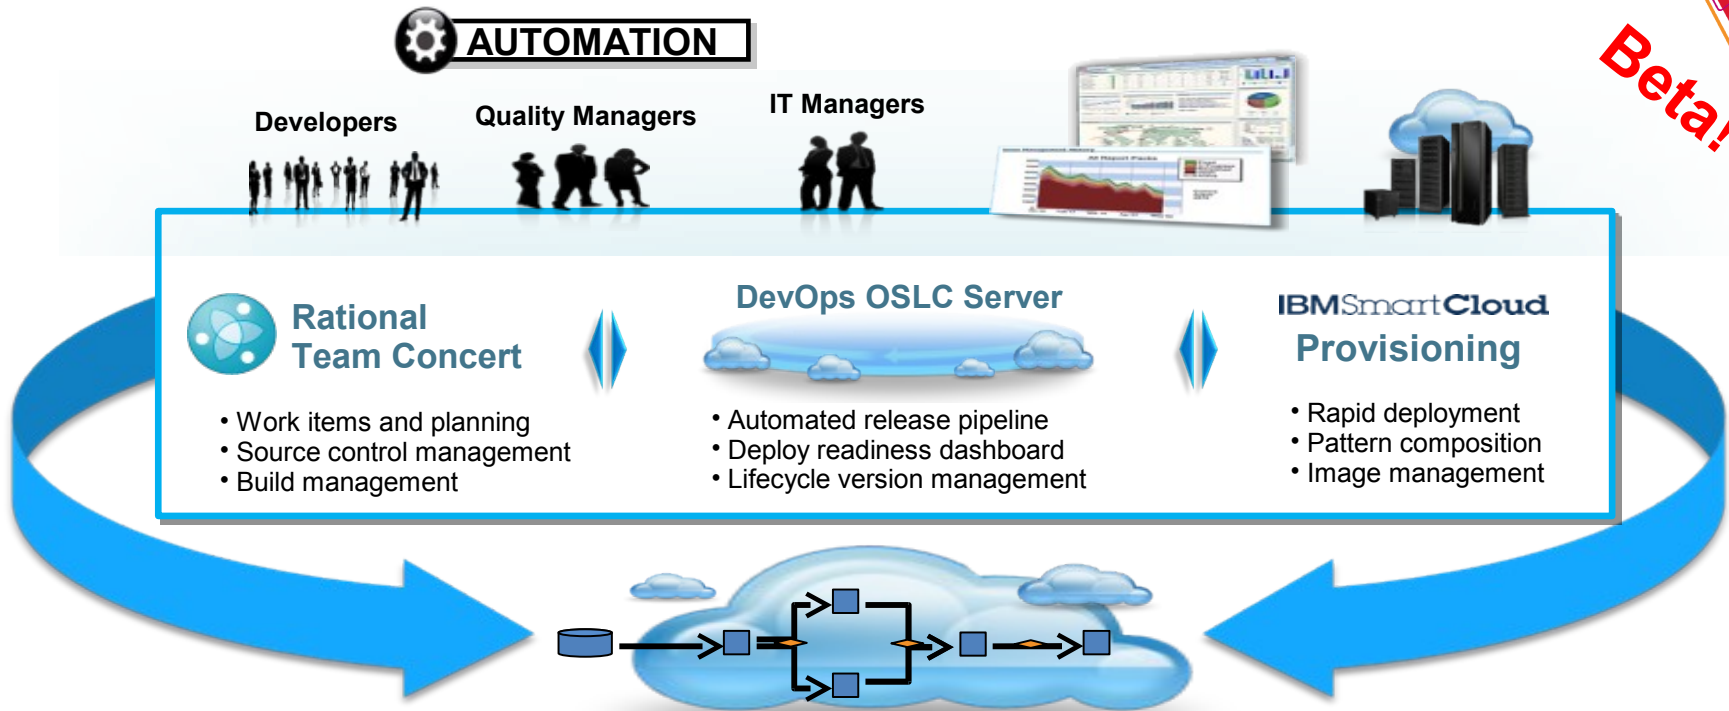 AUTOMATION
Beta!
Developers
Quality Managers
IT Managers
Rational
Team Concert
• Work items and planning
• Source control management
• Build management
DevOps OSLC Server
• Automated release pipeline
• Deploy readiness dashboard
• Lifecycle version management
IBMSmartCloud
Provisioning
• Rapid deployment
• Pattern composition
• Image management